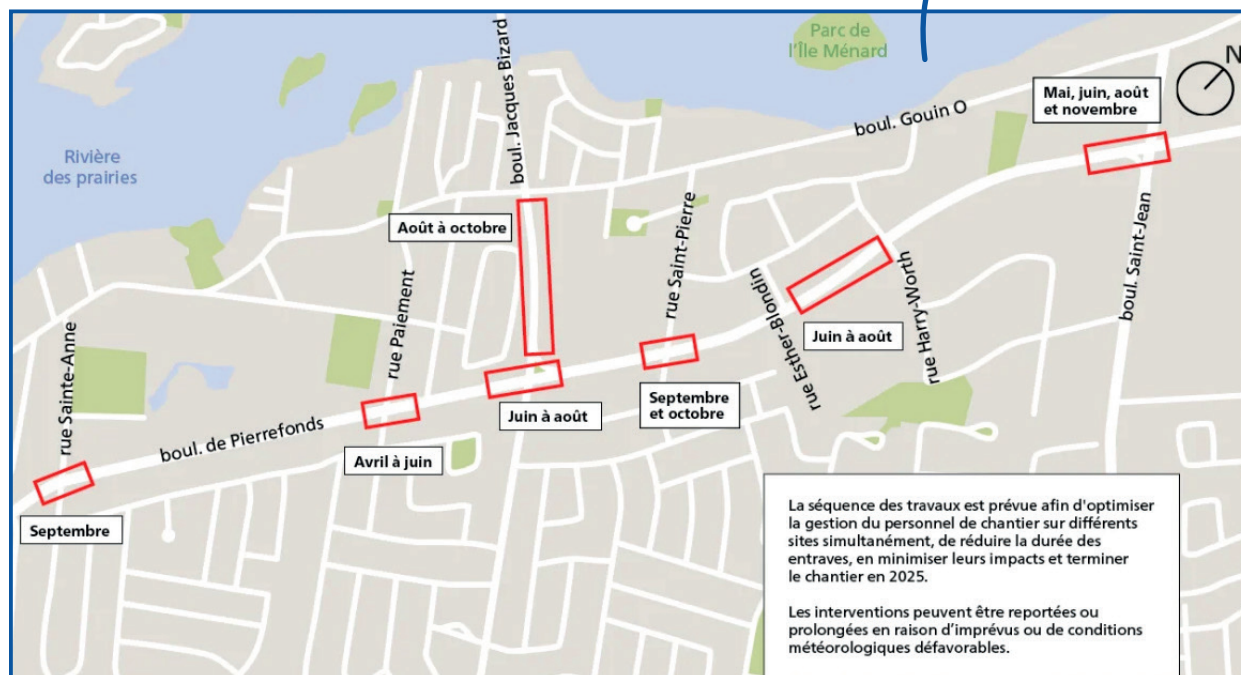 Parc de
l'Île Ménard
N
Mai, juin, août
et novembre
boul. Jacques Bizard
boul. Gouin O
Rivière
des prairies
Août à octobre
rue Saint-Pierre
boul. Saint-Jean
rue Paiement
rue Esther-Blondin
rue Harry-Worth
Juin à août
rue Sainte-Anne
Septembre
et octobre
Juin à août
boul. de Pierrefonds
Avril à juin
Septembre
La séquence des travaux est prévue afin d'optimiser
la gestion du personnel de chantier sur différents
sites simultanément, de réduire la durée des
entraves, en minimiser leurs impacts et terminer
le chantier en 2025.
Les interventions peuvent être reportées ou
prolongées en raison d’imprévus ou de conditions
météorologiques défavorables.